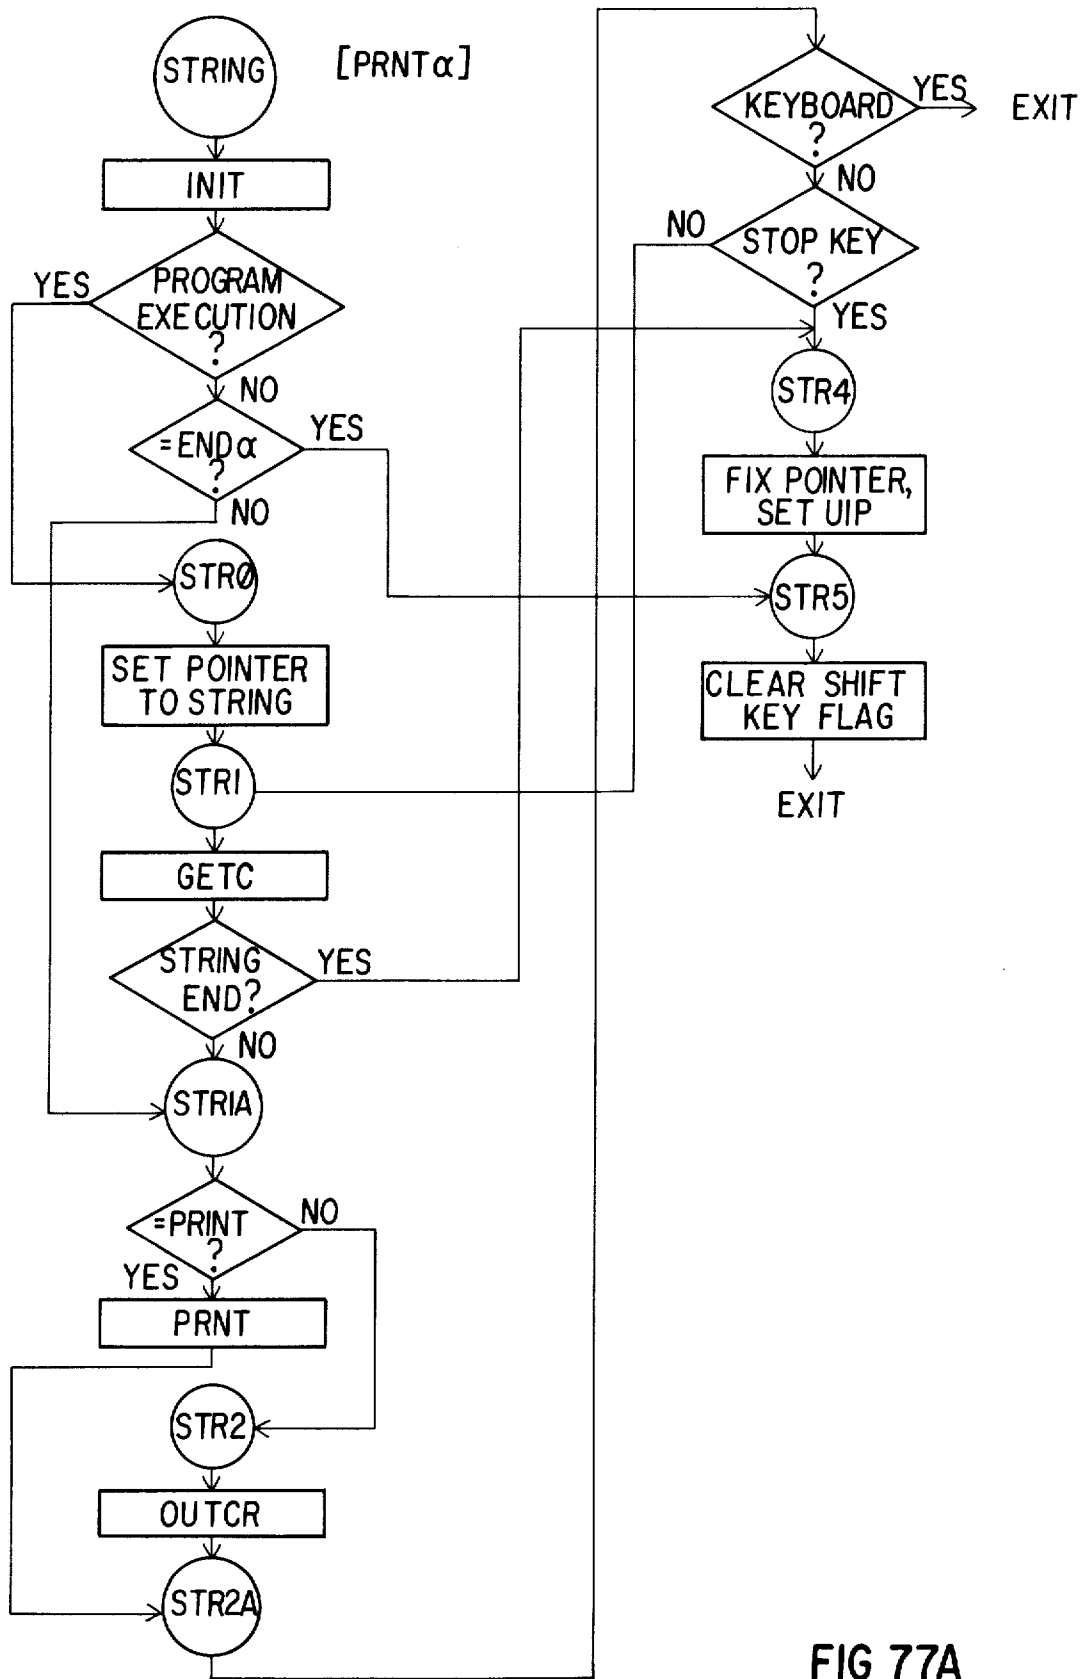 STRING
[PRNTα]
INIT
PROGRAM
EXECUTION
?
YES
NO
=ENDα
?
YES
NO
STRØ
SET POINTER
TO STRING
STR1
GETC
STRING
END?
YES
NO
STR1A
=PRINT
?
NO
YES
PRNT
STR2
OUTCR
STR2A
KEYBOARD
?
YES
EXIT
NO
STOP KEY
?
NO
YES
STR4
FIX POINTER,
SET UIP
STR5
CLEAR SHIFT
KEY FLAG
EXIT
FIG 77A